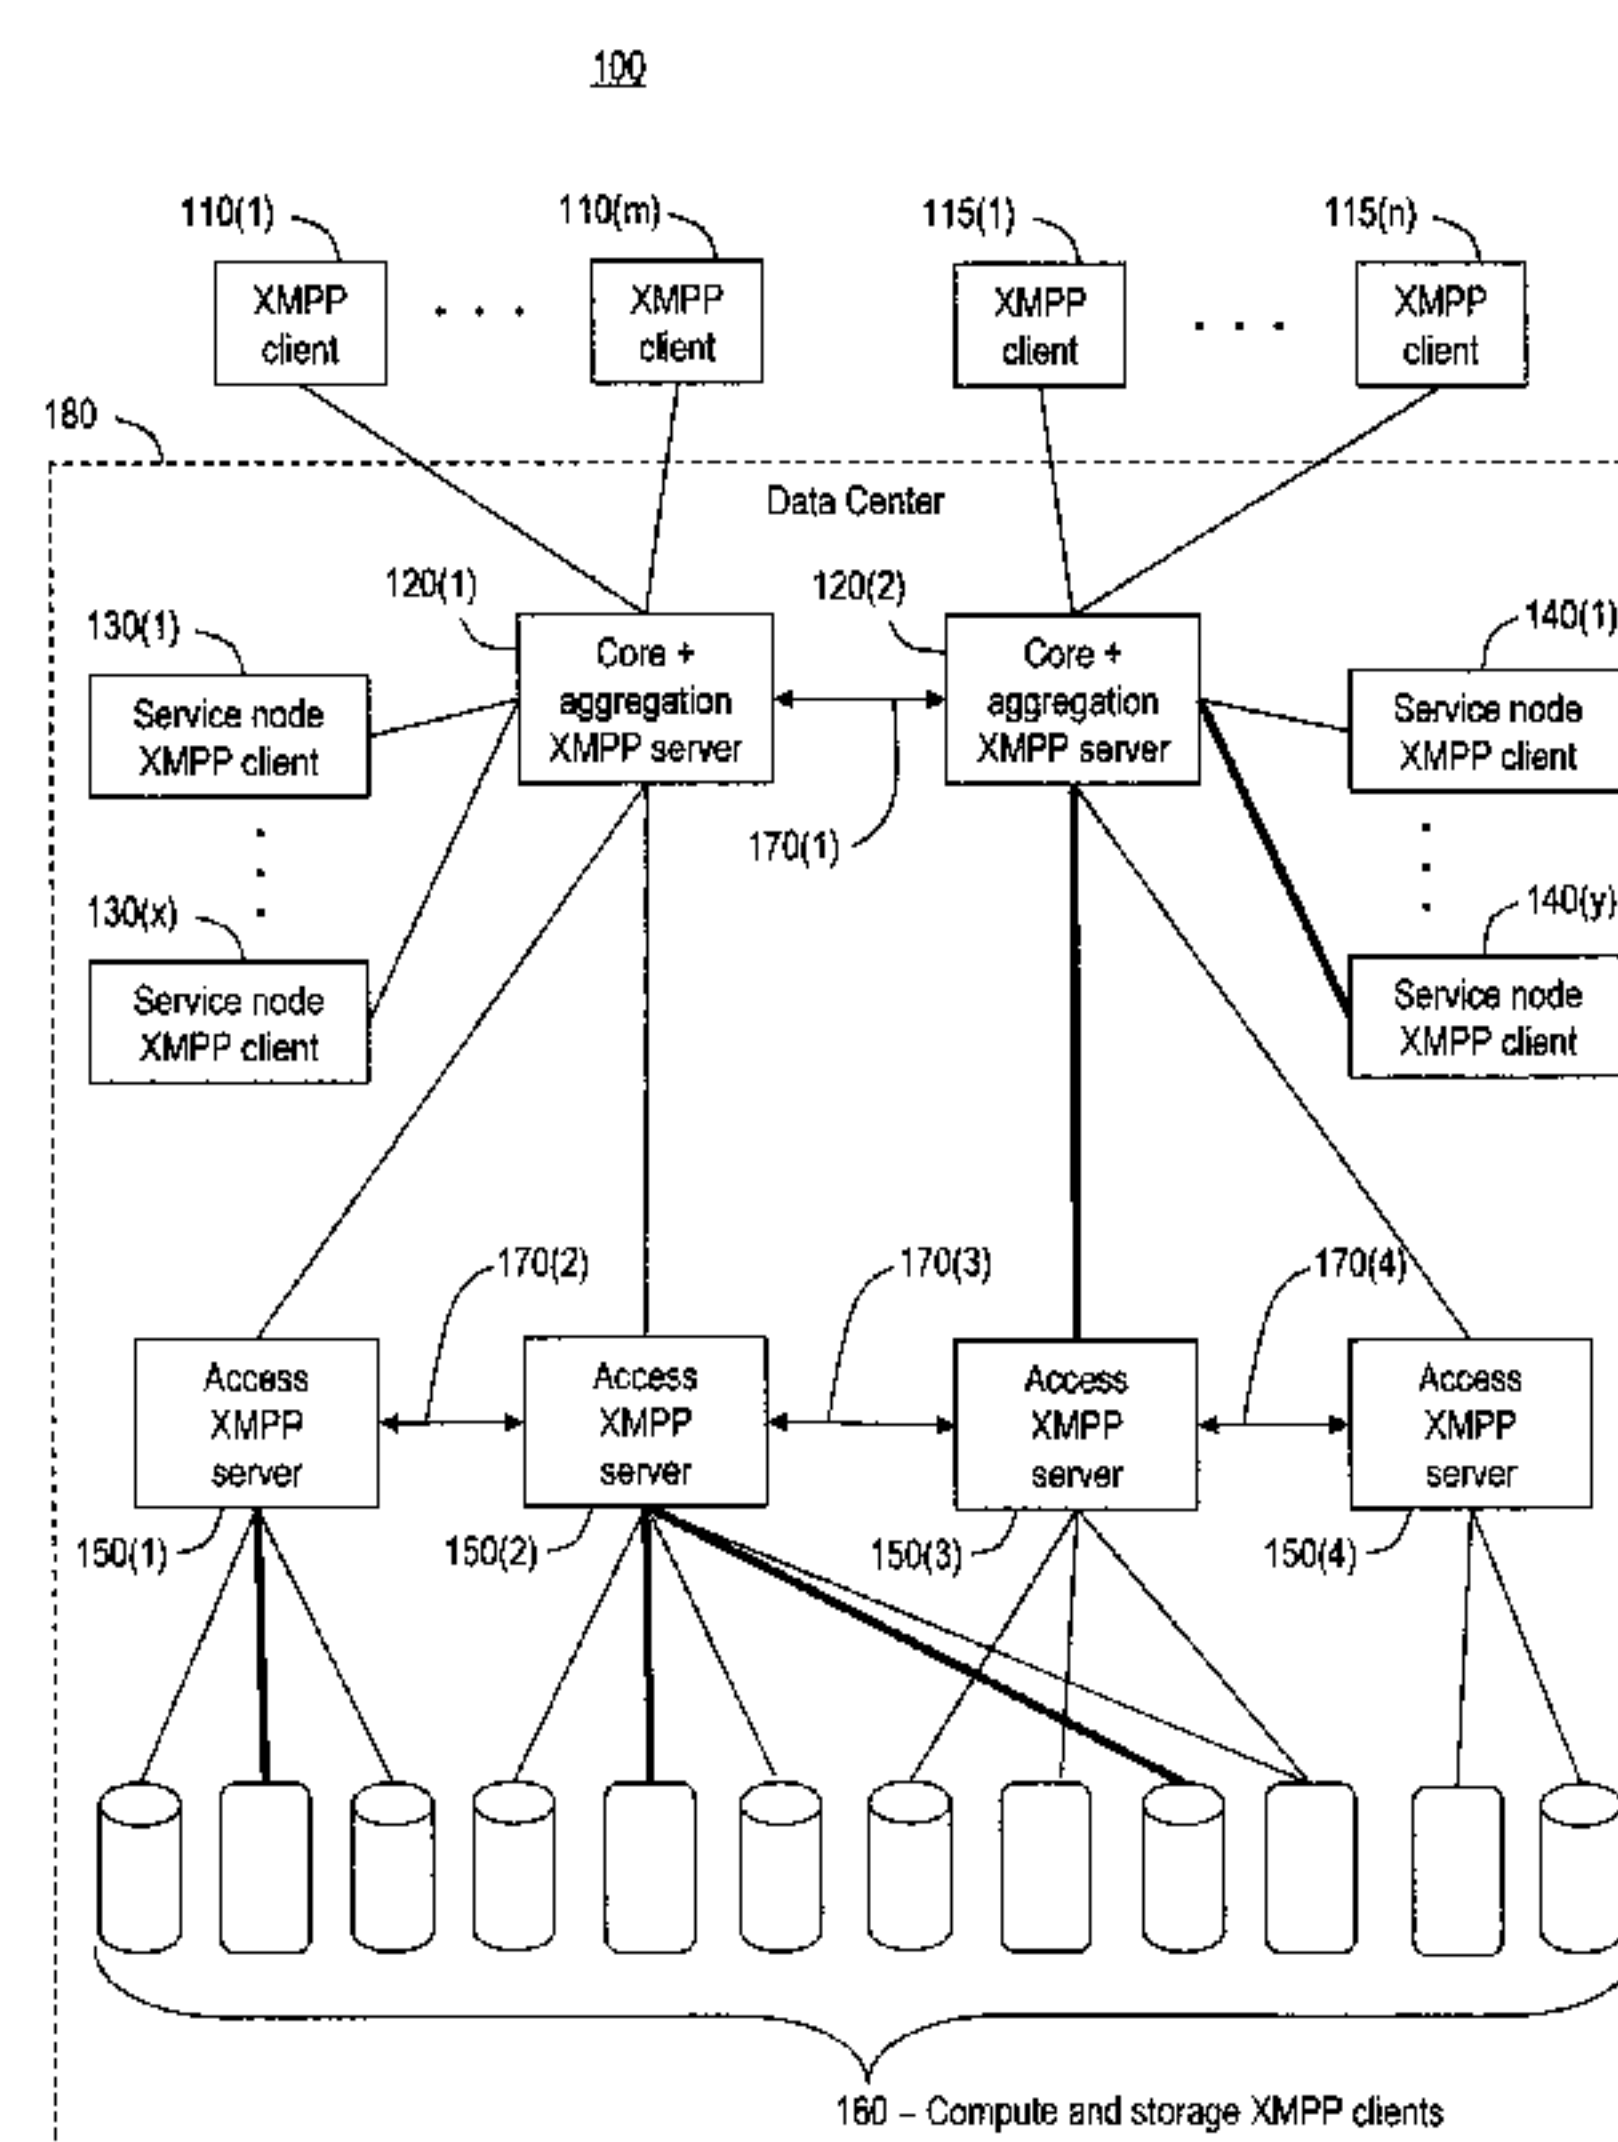 100
110(1)
110(m)
115(1)
115(n)
XMPP
client
XMPP
client
XMPP
client
XMPP
client
180
Data Center
120(1)
120(2)
130(1)
140(1)
Core +
aggregation
XMPP server
Core +
aggregation
XMPP server
Service node
XMPP client
Service node
XMPP client
170(1)
130(x)
140(y)
Service node
XMPP client
Service node
XMPP client
170(2)
170(3)
170(4)
Access
XMPP
server
Access
XMPP
server
Access
XMPP
server
Access
XMPP
server
150(1)
150(2)
150(3)
150(4)
160 – Compute and storage XMPP clients